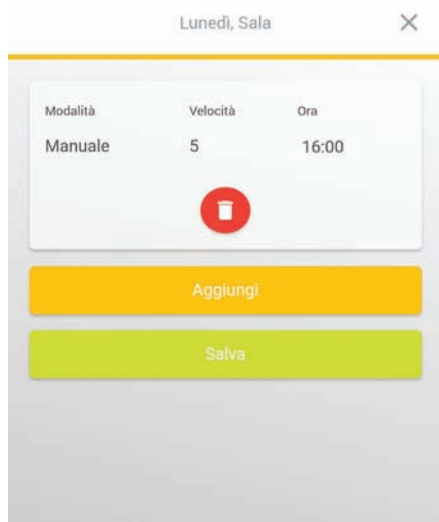 Lunedì, Sala
Modalità Velocità Ora
Manuale 5 16:00
Aggiungi
Salva